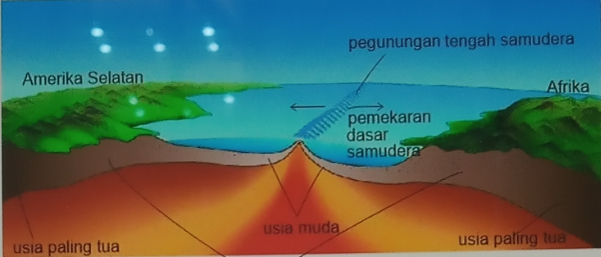 pegunungan tengah samudera
Amerika Selatan
Afrika
pemekaran
dasar
samudera
usia muda
usia paling tua
usia paling tua